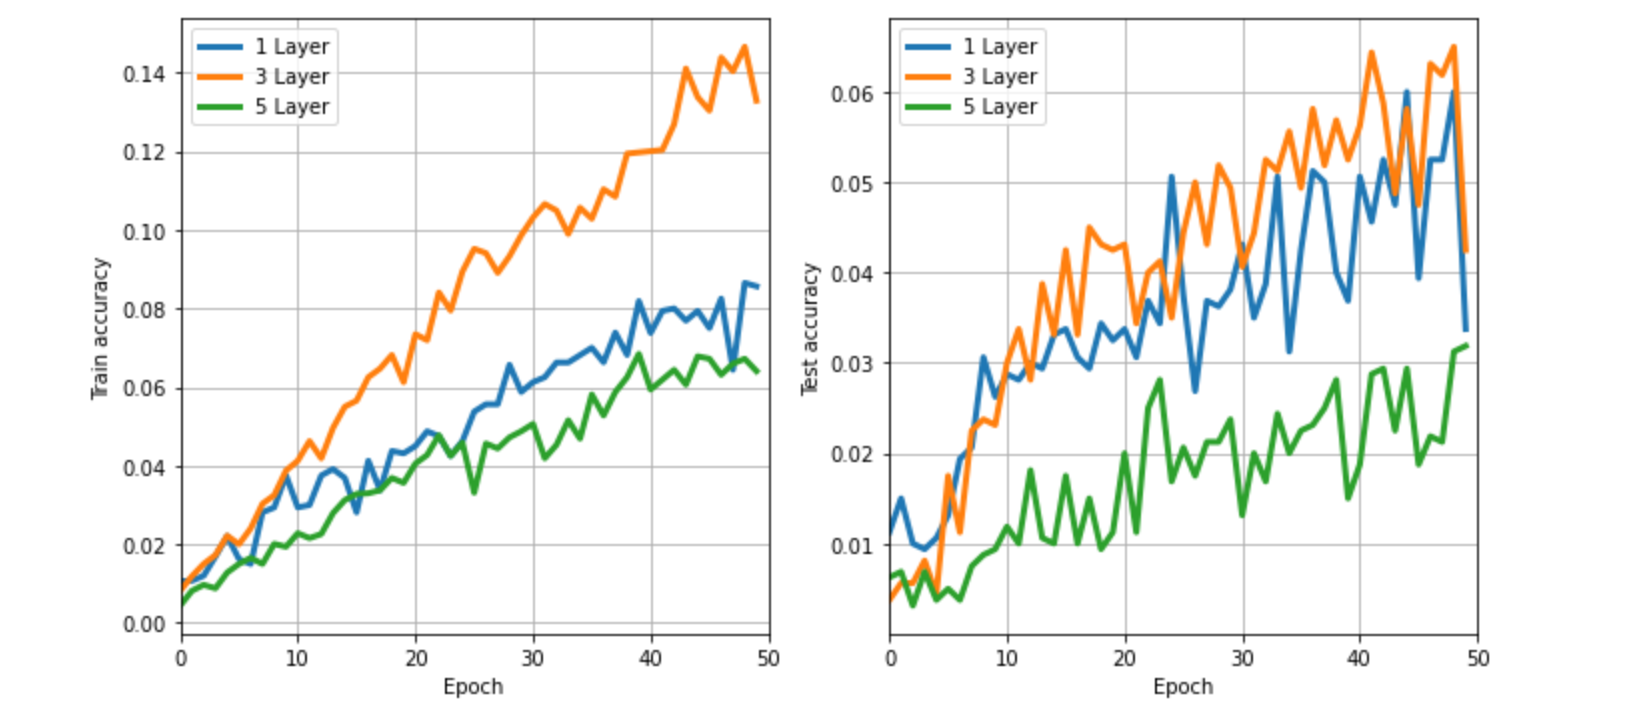 1 Layer
3 Layer
5 Layer
0.14
0.12
0.10
0.08
0.06
0.04
0.02
0.00
Train accuracy
0 10 20 30 40 50
Epoch
1 Layer
3 Layer
5 Layer
0.06
0.05
0.04
0.03
0.02
0.01
Test accuracy
0 10 20 30 40 50
Epoch